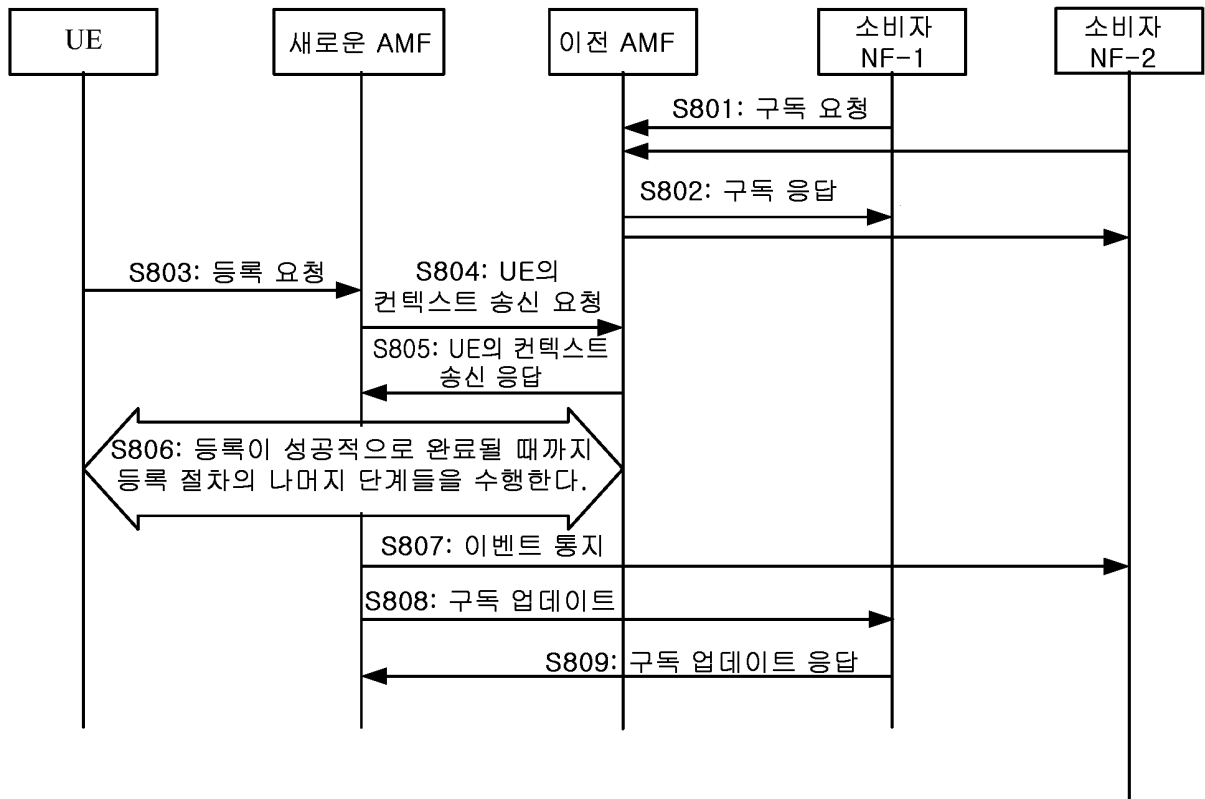 UE
새로운 AMF
이전 AMF
소비자
NF-1
소비자
NF-2
S801: 구독 요청
S802: 구독 응답
S803: 등록 요청
S804: UE의
컨텍스트 송신 요청
S805: UE의 컨텍스트
송신 응답
S806: 등록이 성공적으로 완료될 때까지
등록 절차의 나머지 단계들을 수행한다.
S807: 이벤트 통지
S808: 구독 업데이트
S809: 구독 업데이트 응답